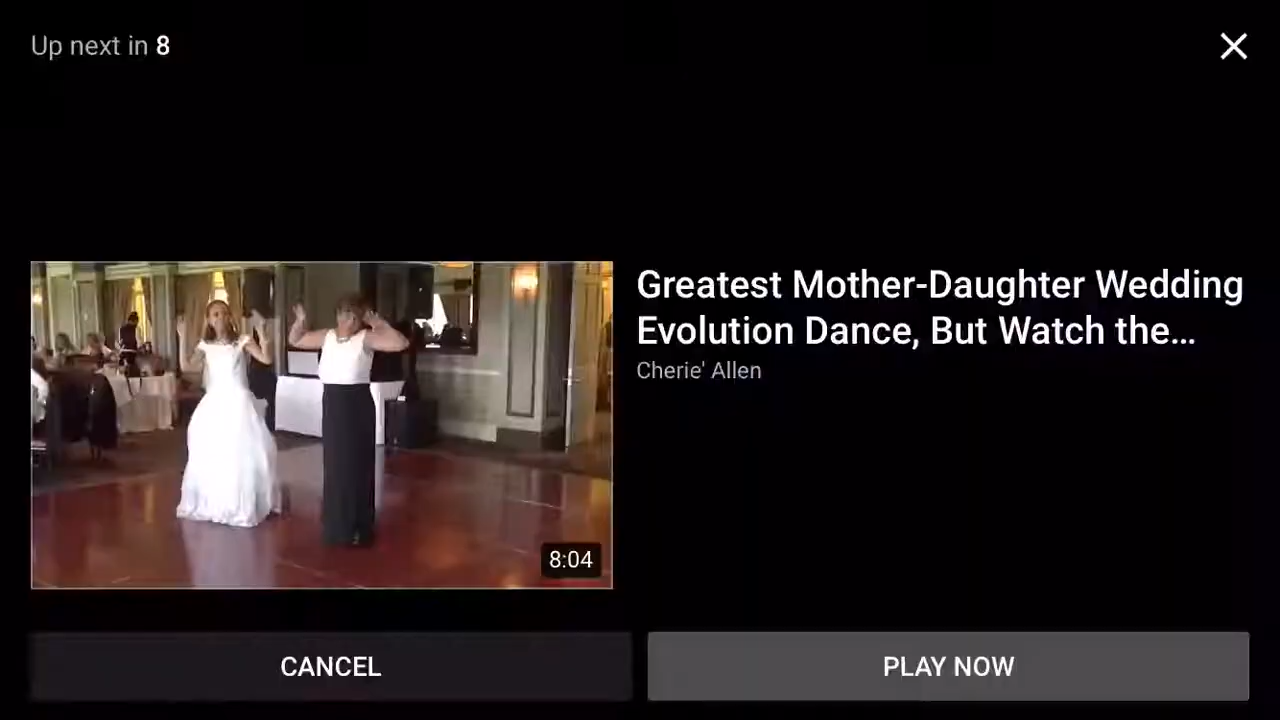 Up next in 8
Greatest Mother-Daughter Wedding
Evolution Dance, But Watch the...
Cherie' Allen
8:04
CANCEL
PLAY NOW